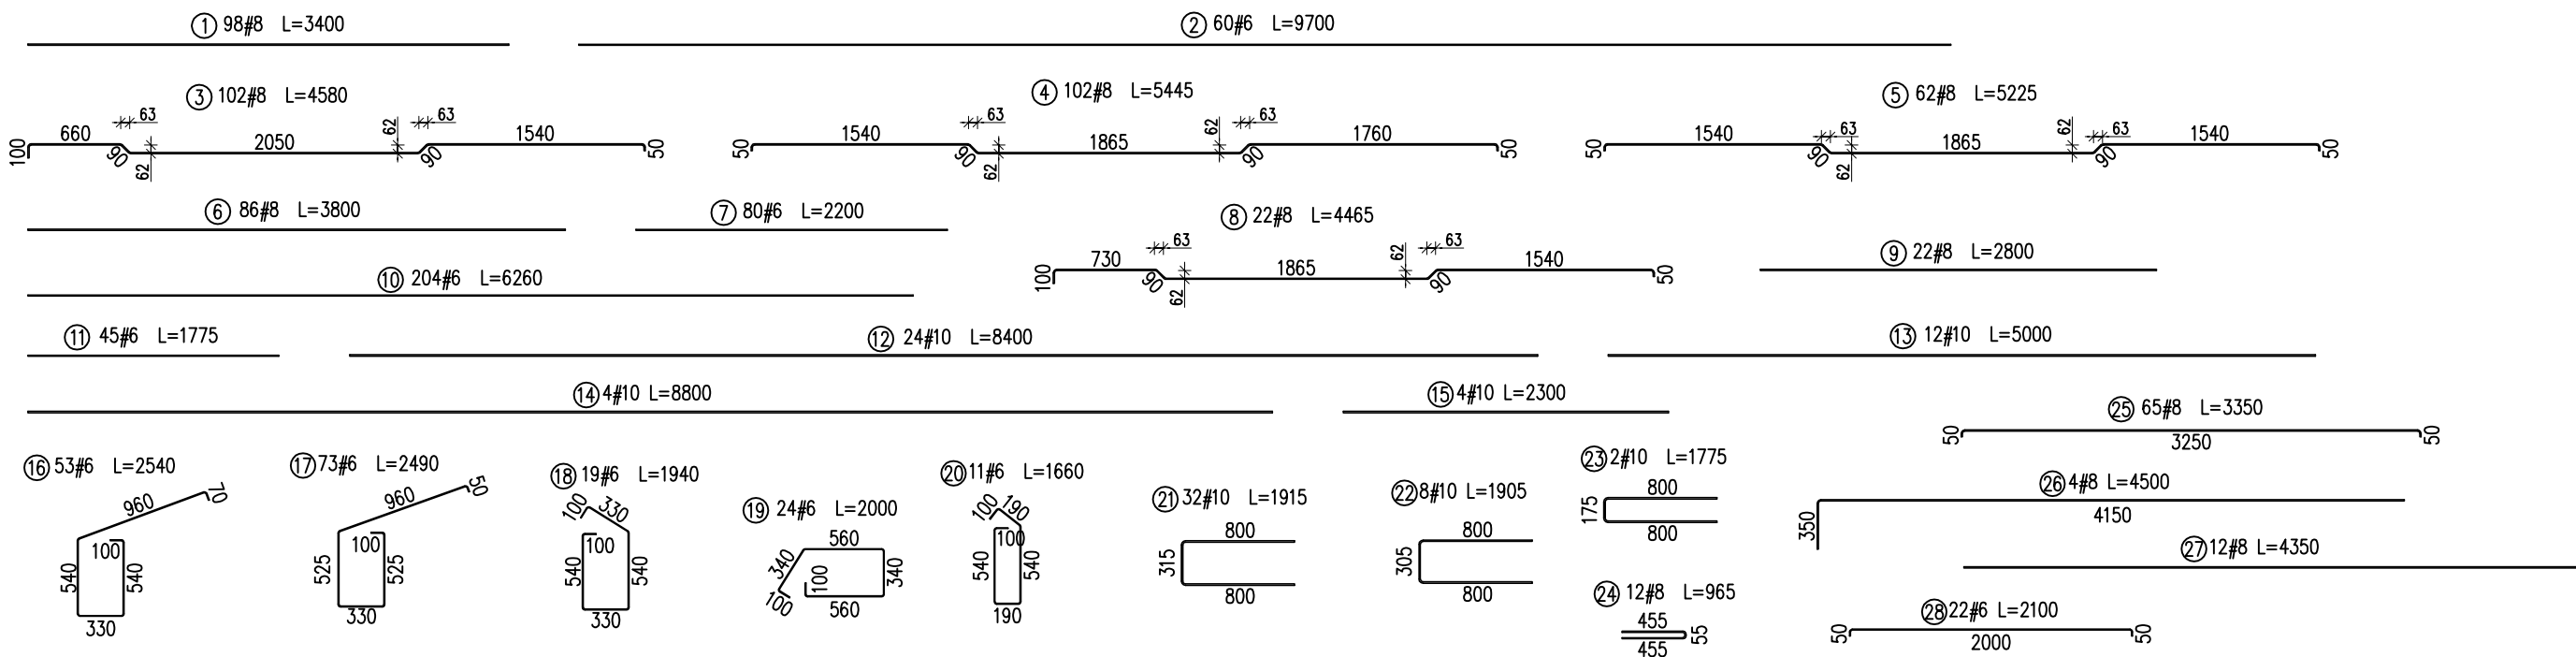 1 98#8 L=3400
2 60#6 L=9700
3 102#8 L=4580
100 660 63 90 62 2050 62 63 90 1540 50
4 102#8 L=5445
50 1540 63 90 62 1865 62 63 90 1760 50
5 62#8 L=5225
50 1540 63 90 62 1865 62 63 90 1540 50
6 86#8 L=3800
7 80#6 L=2200
8 22#8 L=4465
100 730 63 90 62 1865 62 63 90 1540 50
9 22#8 L=2800
10 204#6 L=6260
11 45#6 L=1775
12 24#10 L=8400
13 12#10 L=5000
14 4#10 L=8800
15 4#10 L=2300
16 53#6 L=2540
960 70
100
540 540
330
17 73#6 L=2490
960 50
100
525 525
330
18 19#6 L=1940
100 330
100
540 540
330
19 24#6 L=2000
560
340 100 340
100 560
20 11#6 L=1660
100 190
100
540 540
190
21 32#10 L=1915
800
315
800
22 8#10 L=1905
800
305
800
23 2#10 L=1775
800
175
800
24 12#8 L=965
455
55
455
25 65#8 L=3350
50 3250 50
26 4#8 L=4500
350 4150
27 12#8 L=4350
28 22#6 L=2100
50 2000 50